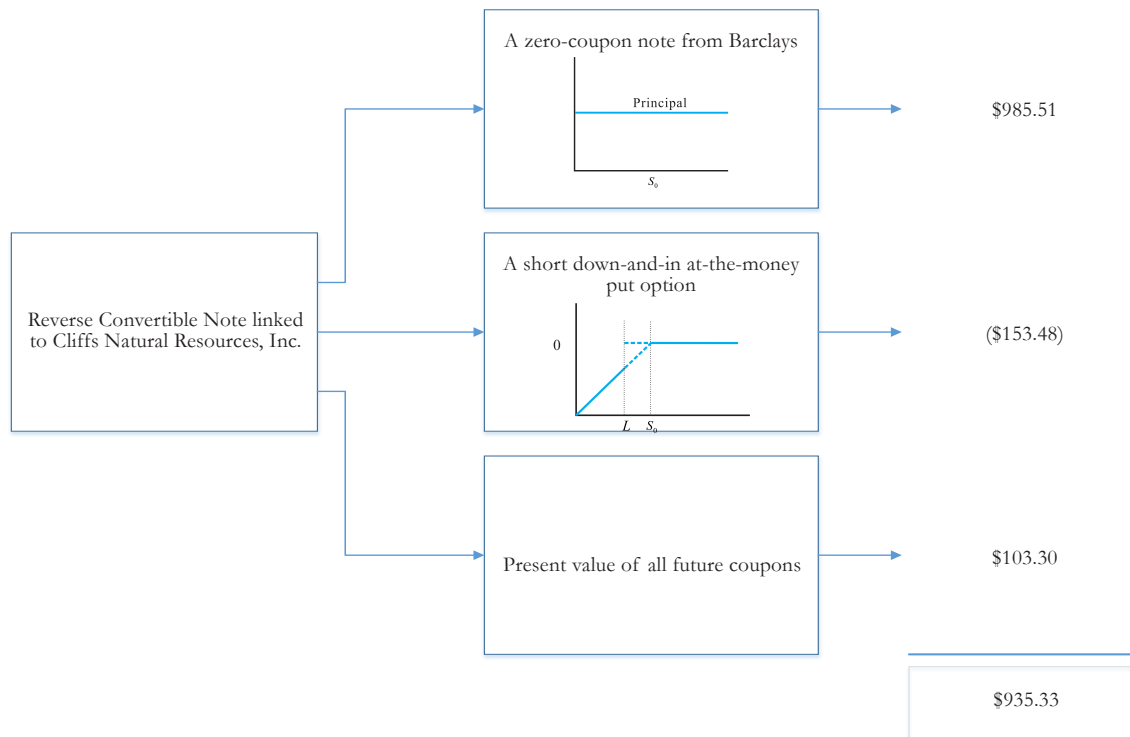 A zero-coupon note from Barclays
Principal
S₀
$985.51
Reverse Convertible Note linked
to Cliffs Natural Resources, Inc.
A short down-and-in at-the-money
put option
0
L S₀
($153.48)
Present value of all future coupons
$103.30
$935.33